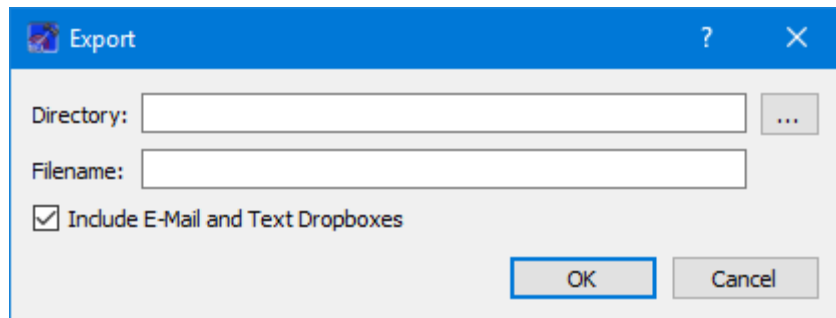 Export ?
Directory: ...
Filename:
Include E-Mail and Text Dropboxes
OK Cancel